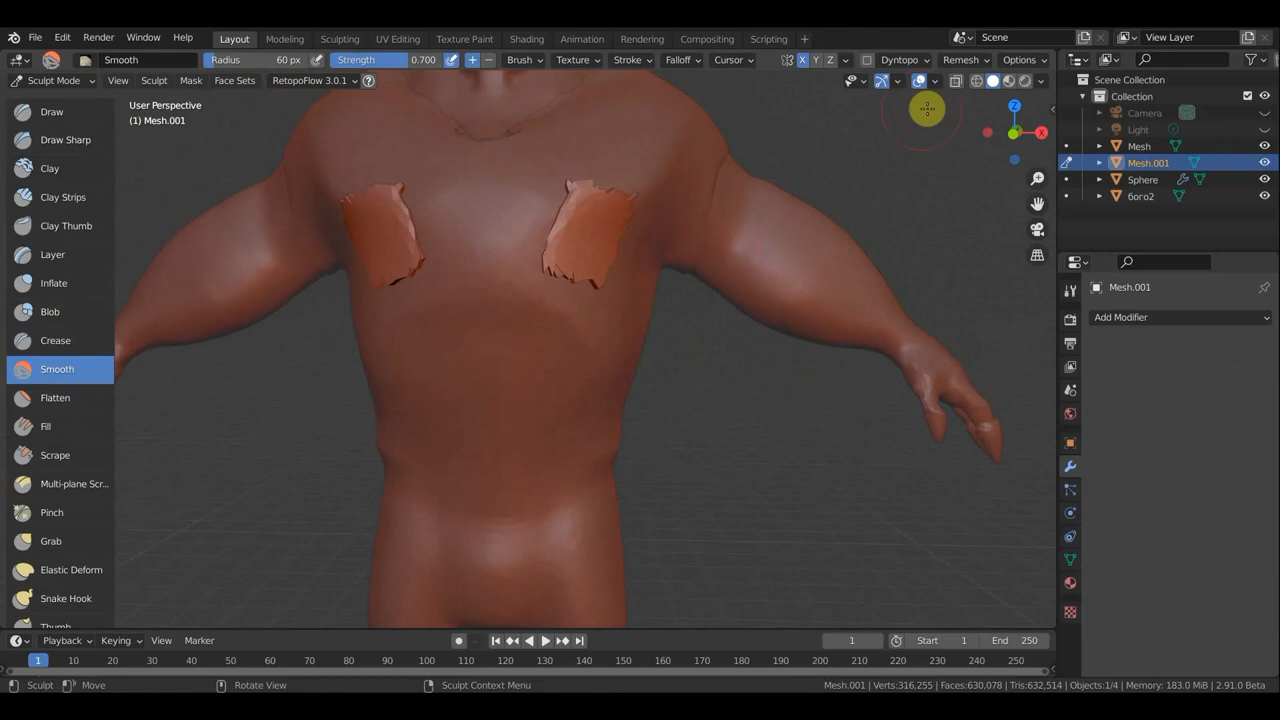 File Edit Render Window Help Layout Modeling Sculpting UV Editing Texture Paint Shading Animation Rendering Compositing Scripting + Scene View Layer
Smooth Radius 60 px Strength 0.700 + − Brush Texture Stroke Falloff Cursor X Y Z Dyntopo Remesh Options
Sculpt Mode View Sculpt Mask Face Sets RetopoFlow 3.0.1 ?
Scene Collection
Collection
Camera
Light
Mesh
Mesh.001
Sphere
6ого2
User Perspective
(1) Mesh.001
Z
X
Draw
Draw Sharp
Clay
Clay Strips
Clay Thumb
Layer
Inflate
Blob
Crease
Smooth
Flatten
Fill
Scrape
Multi-plane Scr...
Pinch
Grab
Elastic Deform
Snake Hook
Thumb
Mesh.001
Add Modifier
Playback Keying View Marker 1 Start 1 End 250
1 10 20 30 40 50 60 70 80 90 100 110 120 130 140 150 160 170 180 190 200 210 220 230 240 250
Sculpt Move Rotate View Sculpt Context Menu Mesh.001 | Verts:316,255 | Faces:630,078 | Tris:632,514 | Objects:1/4 | Memory: 183.0 MiB | 2.91.0 Beta